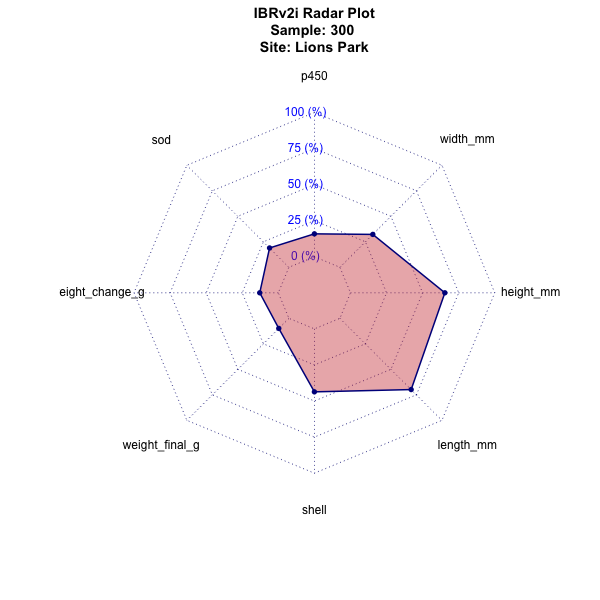 IBRv2i Radar Plot
Sample: 300
Site: Lions Park
p450
100 (%)
sod
width_mm
75 (%)
50 (%)
25 (%)
0 (%)
eight_change_g
height_mm
weight_final_g
length_mm
shell